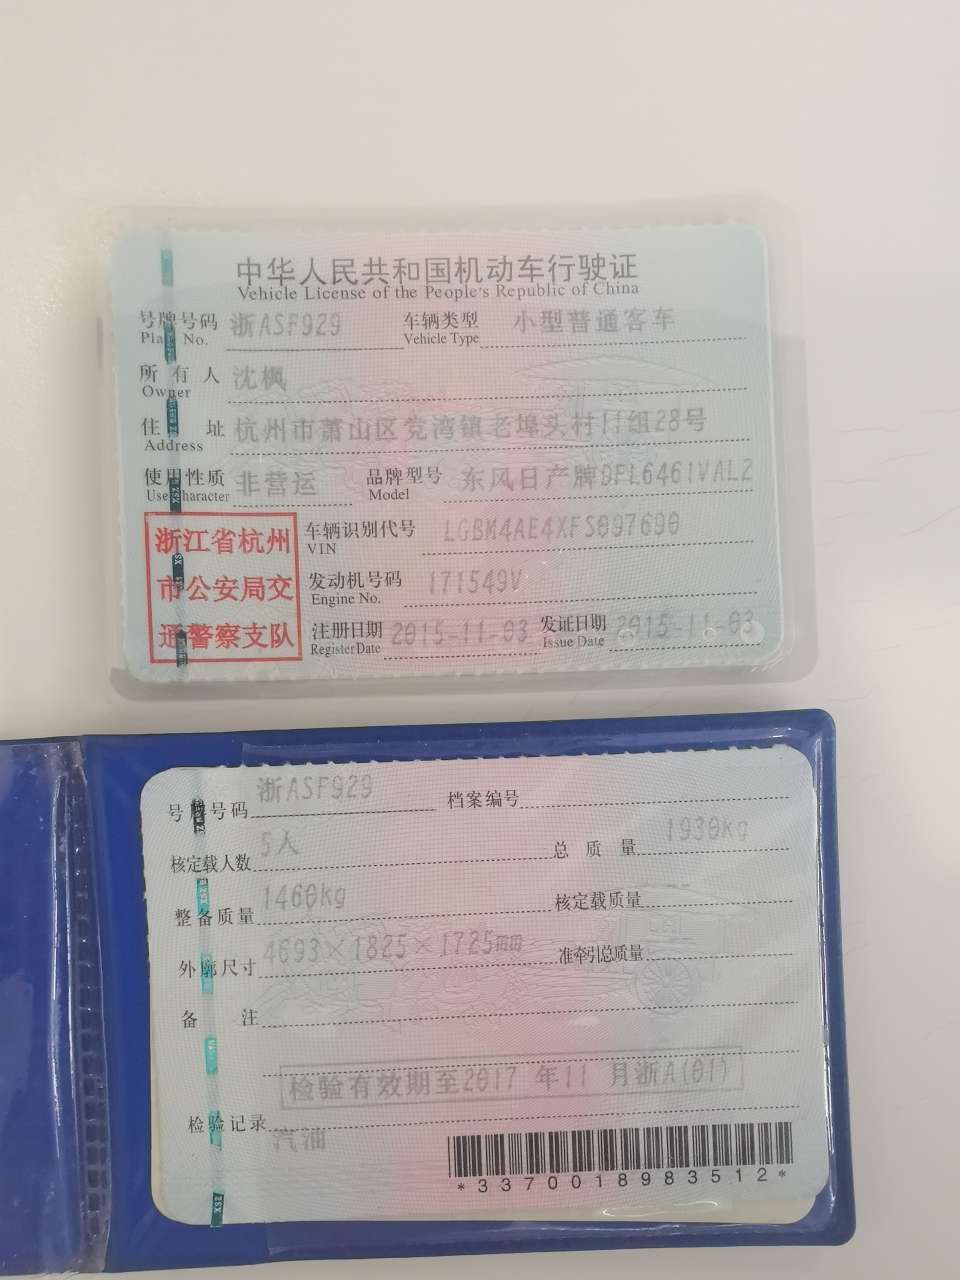 中华人民共和国机动车行驶证
Vehicle License of the People's Republic of China
号牌号码 浙ASF929 车辆类型 小型普通客车
Plate No. Vehicle Type
所有人 沈枫
Owner
住址 杭州市萧山区党湾镇老埠头村11组28号
Address
使用性质 非营运 品牌型号 东风日产牌DFL6461VAL2
Use Character Model
浙江省杭州
市公安局交
通警察支队
车辆识别代号 LGBM4AE4XFS097690
VIN
发动机号码 171549V
Engine No.
注册日期 2015-11-03 发证日期 2015-11-03
Register Date Issue Date
号牌号码 浙ASF929 档案编号
核定载人数 5人 总质量 1930kg
整备质量 1460kg 核定载质量 --
外廓尺寸 4693×1825×1725mm 准牵引总质量
备注
检验有效期至2017 年11 月浙A(01)
检验记录
汽油
*3370018983512*